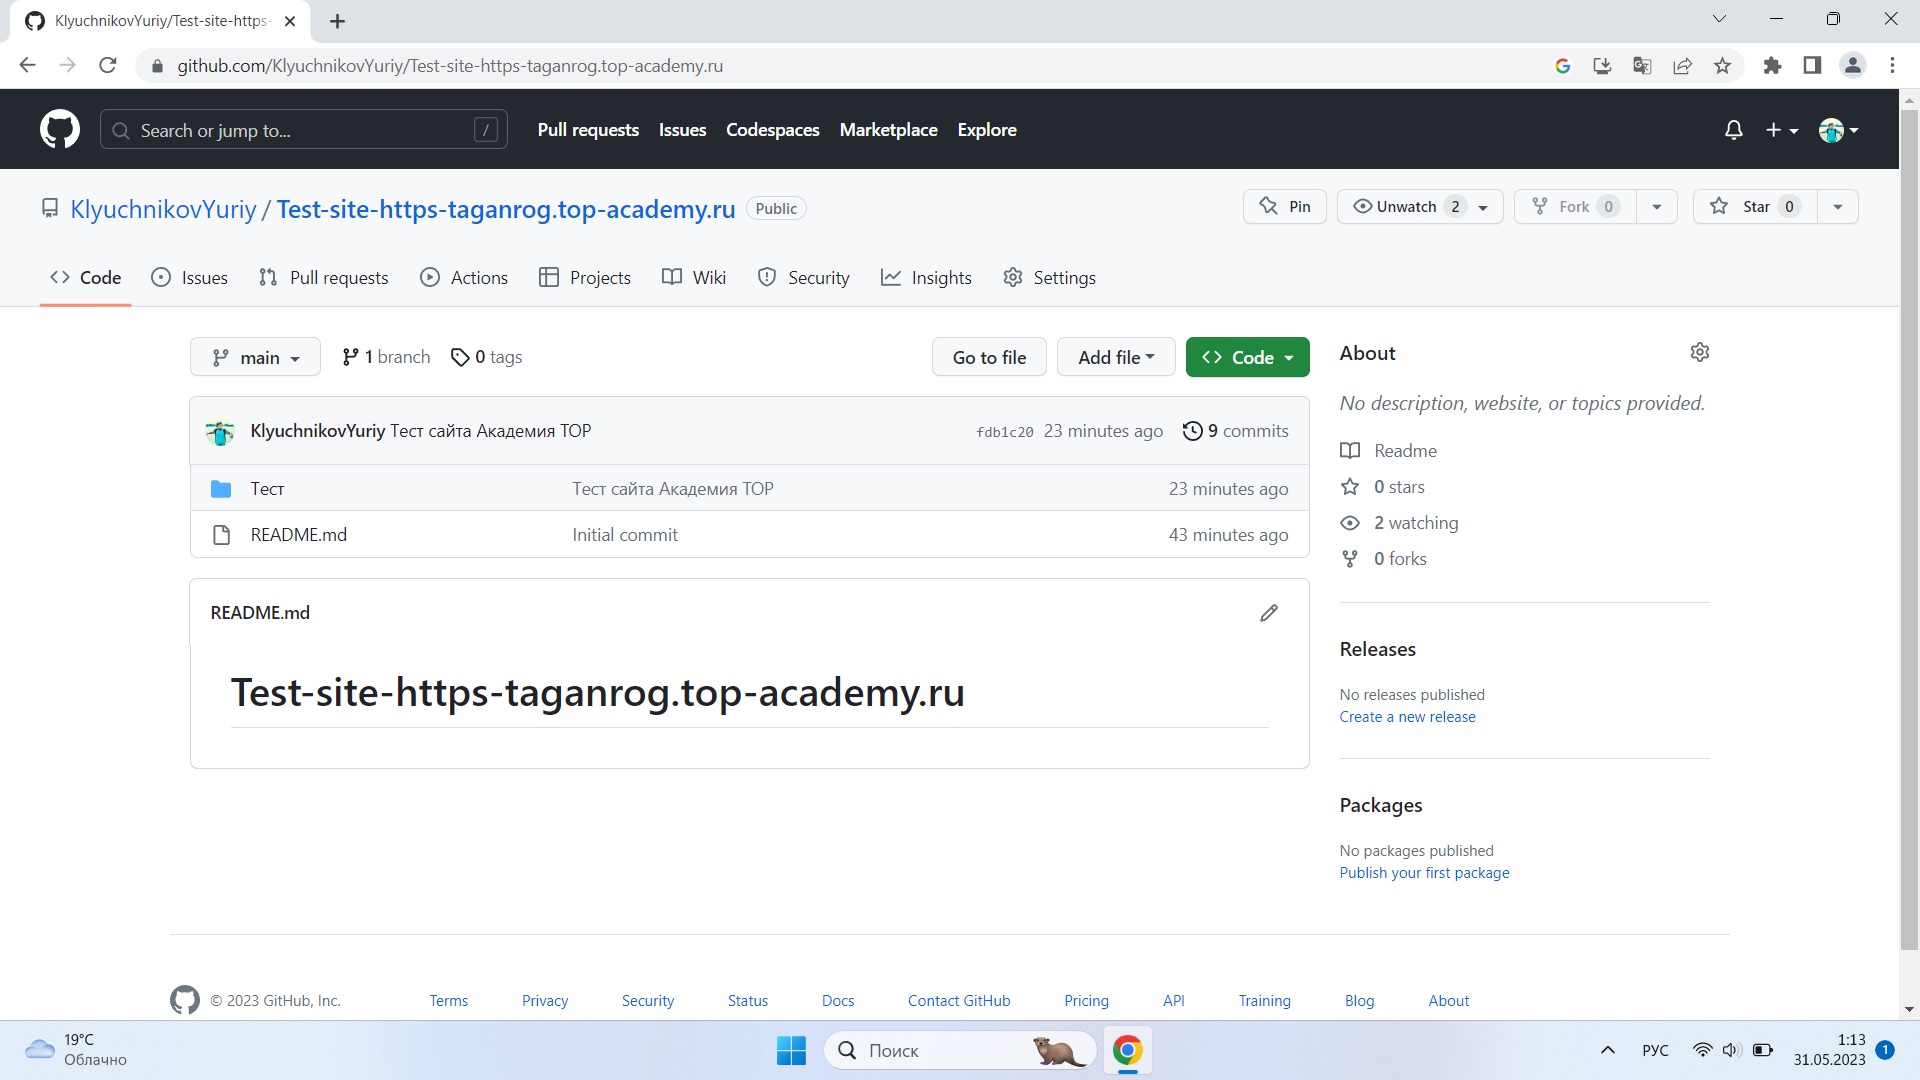 KlyuchnikovYuriy/Test-site-https-
github.com/KlyuchnikovYuriy/Test-site-https-taganrog.top-academy.ru
Search or jump to... /
Pull requests Issues Codespaces Marketplace Explore
KlyuchnikovYuriy / Test-site-https-taganrog.top-academy.ru Public
Pin Unwatch 2 Fork 0 Star 0
Code Issues Pull requests Actions Projects Wiki Security Insights Settings
main 1 branch 0 tags Go to file Add file Code
KlyuchnikovYuriy Тест сайта Академия TOP fdb1c20 23 minutes ago 9 commits
Тест Тест сайта Академия TOP 23 minutes ago
README.md Initial commit 43 minutes ago
README.md
Test-site-https-taganrog.top-academy.ru
About
No description, website, or topics provided.
Readme
0 stars
2 watching
0 forks
Releases
No releases published
Create a new release
Packages
No packages published
Publish your first package
© 2023 GitHub, Inc. Terms Privacy Security Status Docs Contact GitHub Pricing API Training Blog About
19°C
Облачно
Поиск
РУС
1:13
31.05.2023
1